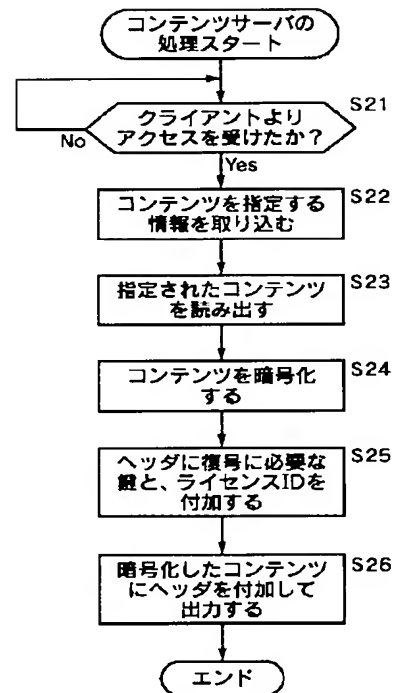 コンテンツサーバの
処理スタート
クライアントより
アクセスを受けたか?
S21
No
Yes
コンテンツを指定する
情報を取り込む
S22
指定されたコンテンツ
を読み出す
S23
コンテンツを暗号化
する
S24
ヘッダに復号に必要な
鍵と、ライセンスIDを
付加する
S25
暗号化したコンテンツ
にヘッダを付加して
出力する
S26
エンド